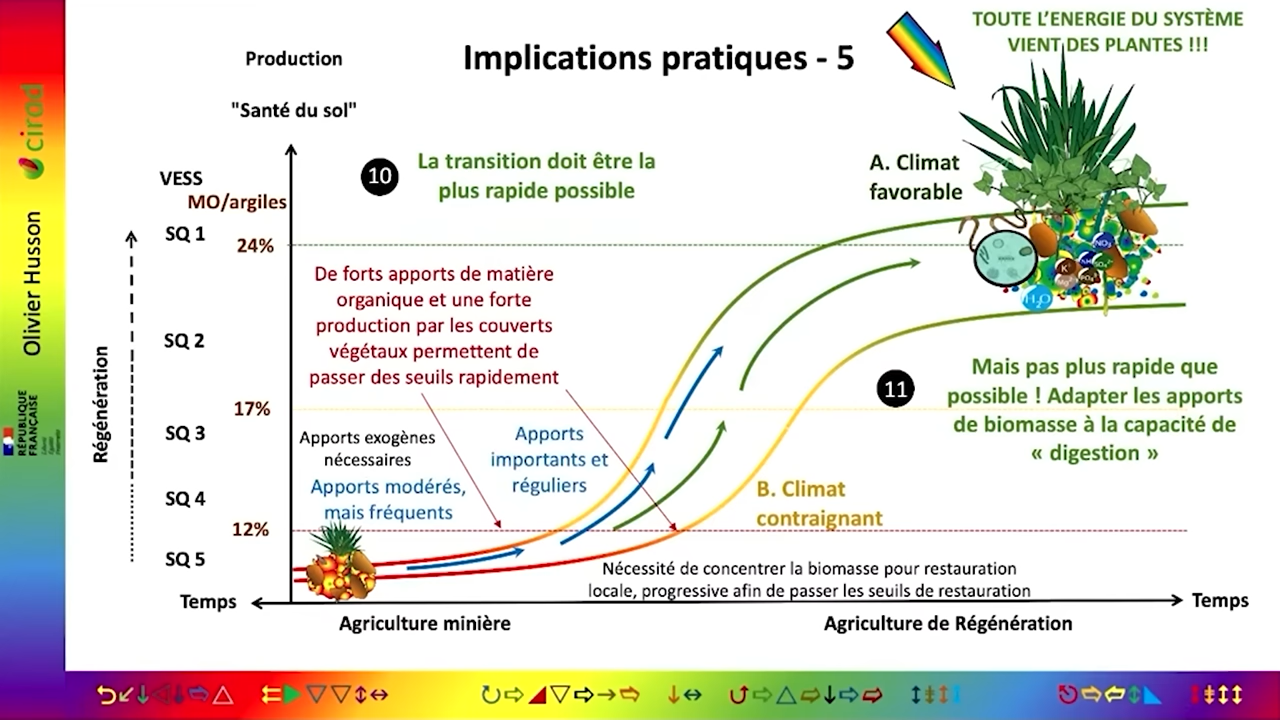 TOUTE L'ENERGIE DU SYSTÈME
VIENT DES PLANTES !!!
Implications pratiques - 5
Production
"Santé du sol"
cirad
Olivier Husson
RÉPUBLIQUE
FRANÇAISE
10
La transition doit être la
plus rapide possible
A. Climat
favorable
VESS
MO/argiles
SQ 1
24%
De forts apports de matière
organique et une forte
production par les couverts
végétaux permettent de
passer des seuils rapidement
NO₃
K⁺
H₂O
SQ 2
Régénération
11
Mais pas plus rapide que
possible ! Adapter les apports
de biomasse à la capacité de
« digestion »
17%
SQ 3
Apports exogènes
nécessaires
Apports modérés,
mais fréquents
Apports
importants et
réguliers
SQ 4
B. Climat
contraignant
12%
SQ 5
Nécessité de concentrer la biomasse pour restauration
locale, progressive afin de passer les seuils de restauration
Temps
Temps
Agriculture minière
Agriculture de Régénération